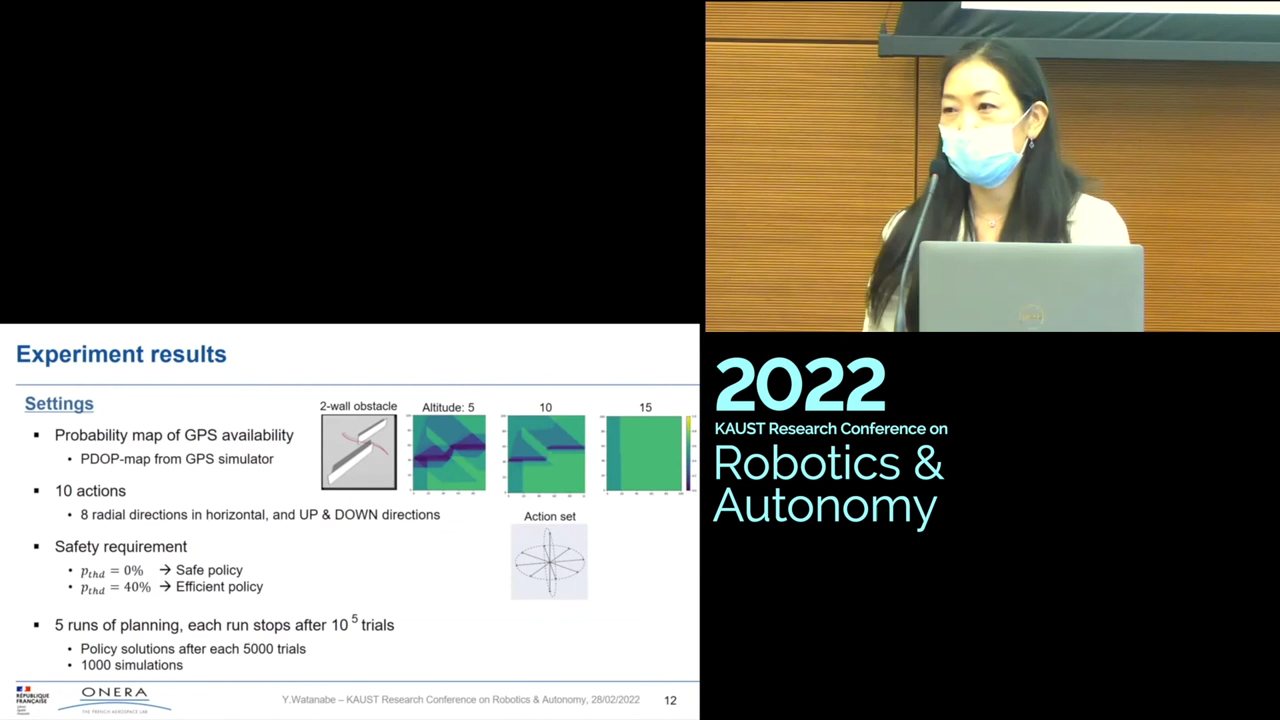 Experiment results
Settings
2-wall obstacle
Altitude: 5
10
15
▪ Probability map of GPS availability
• PDOP-map from GPS simulator
▪ 10 actions
• 8 radial directions in horizontal, and UP & DOWN directions
Action set
▪ Safety requirement
• p_thd = 0% → Safe policy
• p_thd = 40% → Efficient policy
▪ 5 runs of planning, each run stops after 10^5 trials
• Policy solutions after each 5000 trials
• 1000 simulations
RÉPUBLIQUE
FRANÇAISE
ONERA
THE FRENCH AEROSPACE LAB
Y.Watanabe – KAUST Research Conference on Robotics & Autonomy, 28/02/2022
12
2022
KAUST Research Conference on
Robotics &
Autonomy